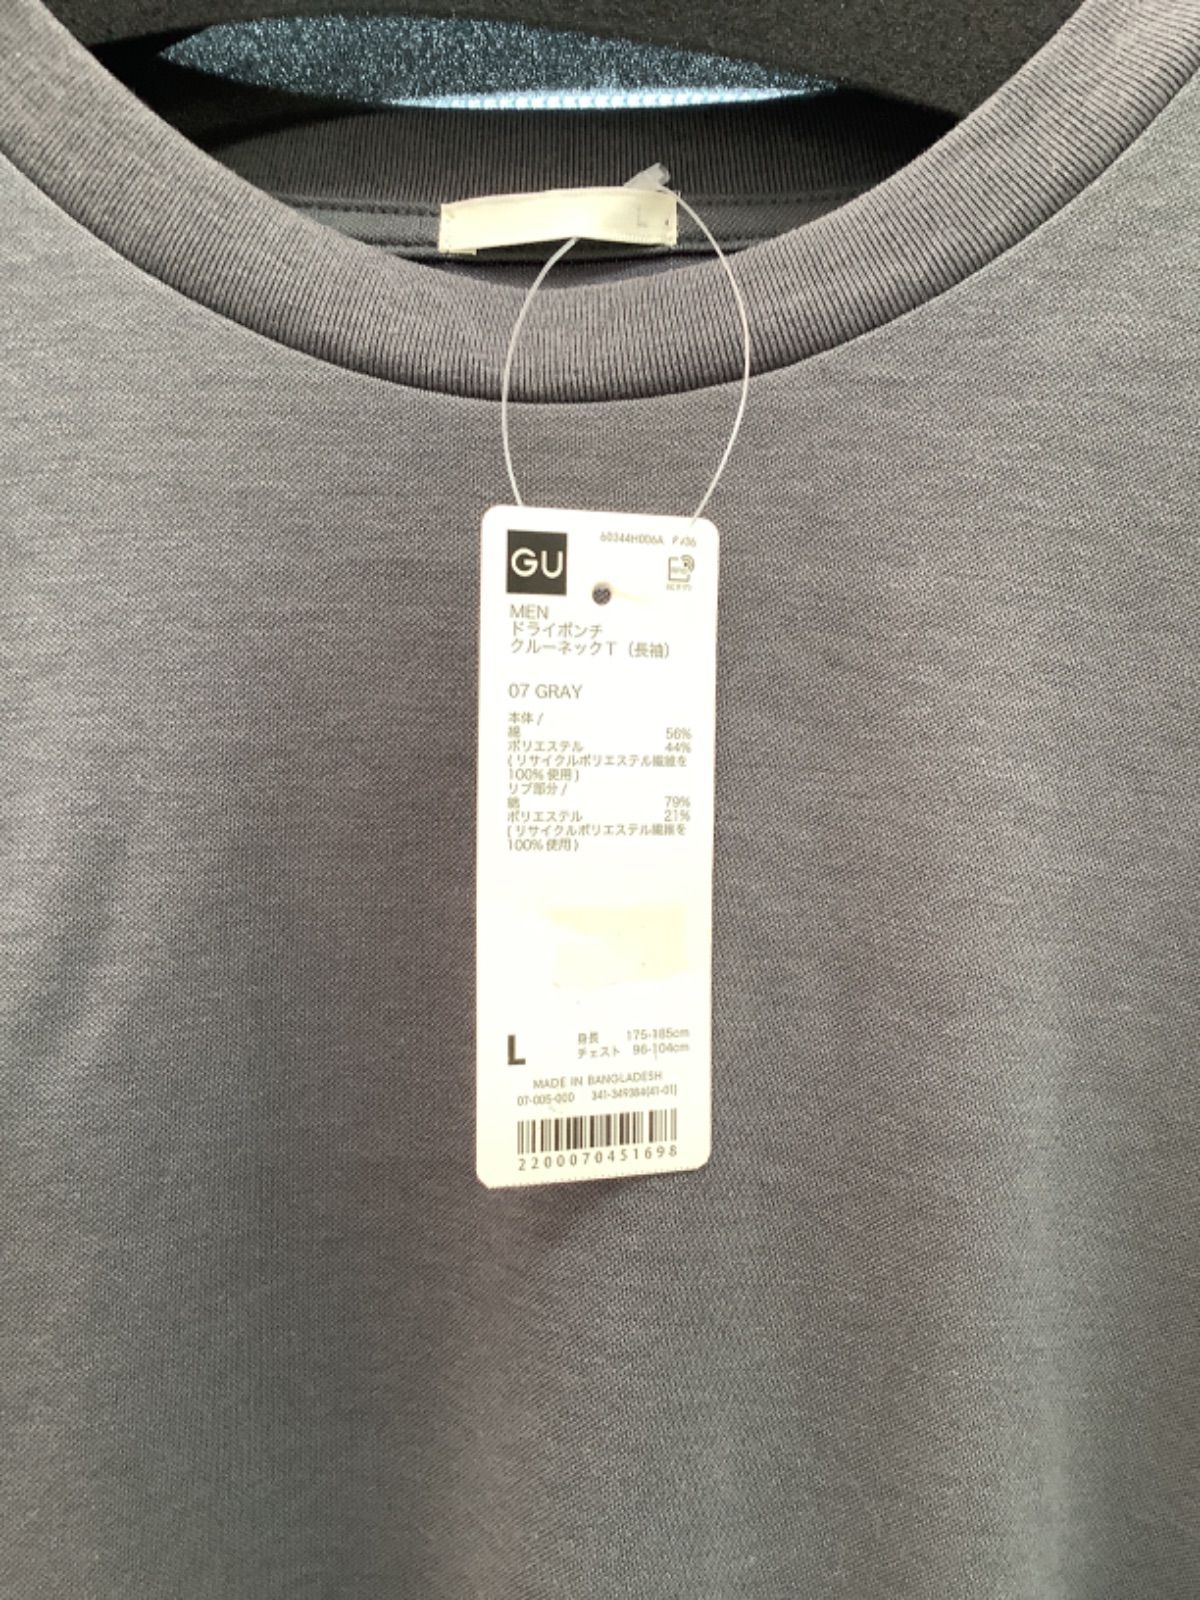 L
GU
60344H006A
MEN
ドライポンチ
クルーネックT（長袖）
07 GRAY
本体 /
綿 56%
ポリエステル 44%
(リサイクルポリエステル繊維を
100% 使用)
リブ部分 /
綿 79%
ポリエステル 21%
(リサイクルポリエステル繊維を
100% 使用)
L
身長 175-185cm
チェスト 96-104cm
MADE IN BANGLADESH
07-005-000 341-349384(41-01)
2200070451698